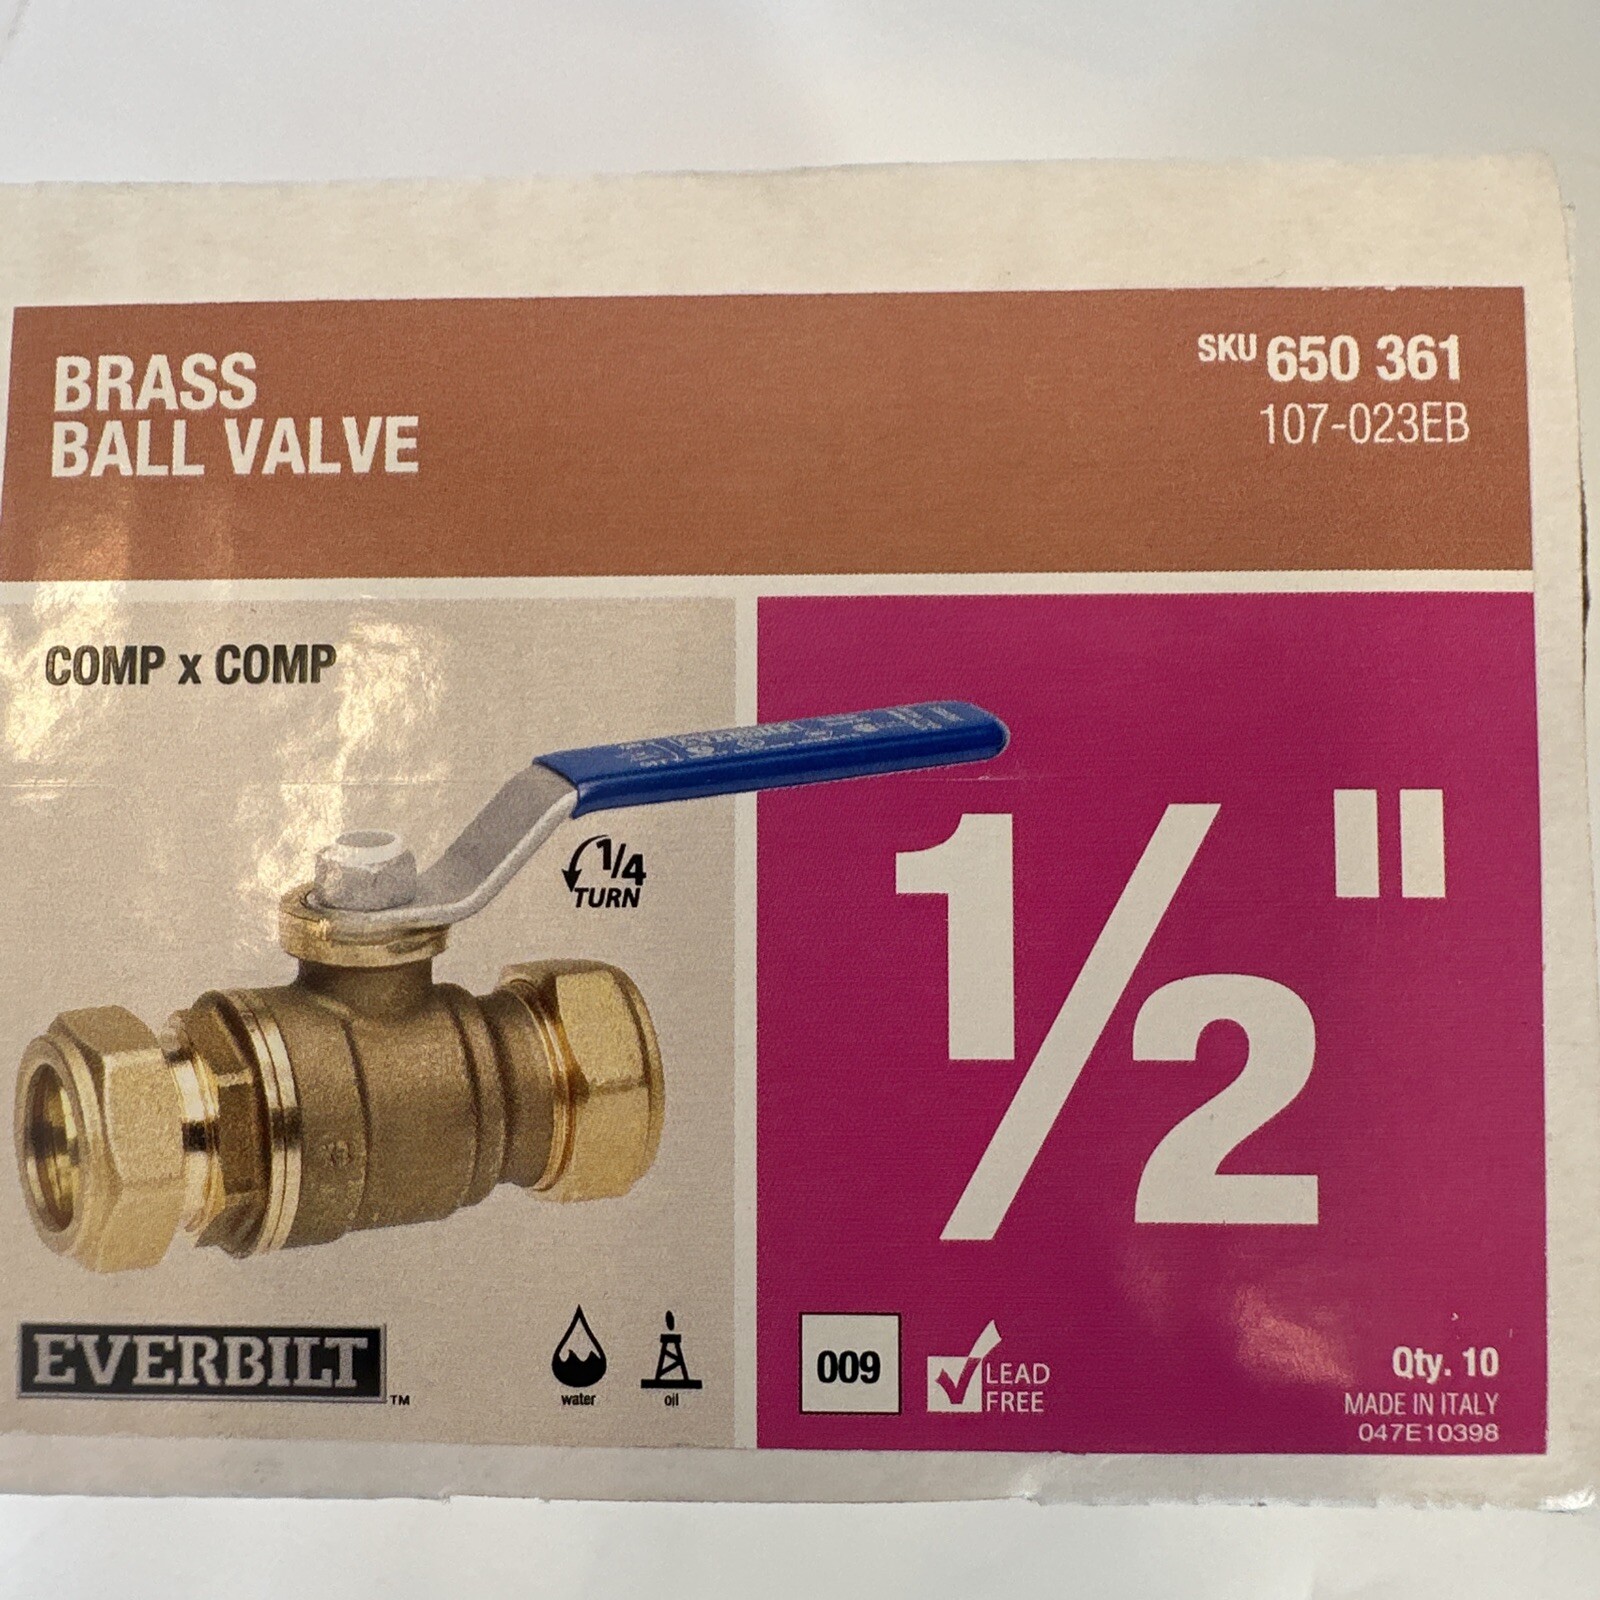 BRASS
BALL VALVE
SKU 650 361
107-023EB
COMP x COMP
1/4
TURN
1/2"
EVERBILT™
water
oil
009
LEAD
FREE
Qty. 10
MADE IN ITALY
047E10398